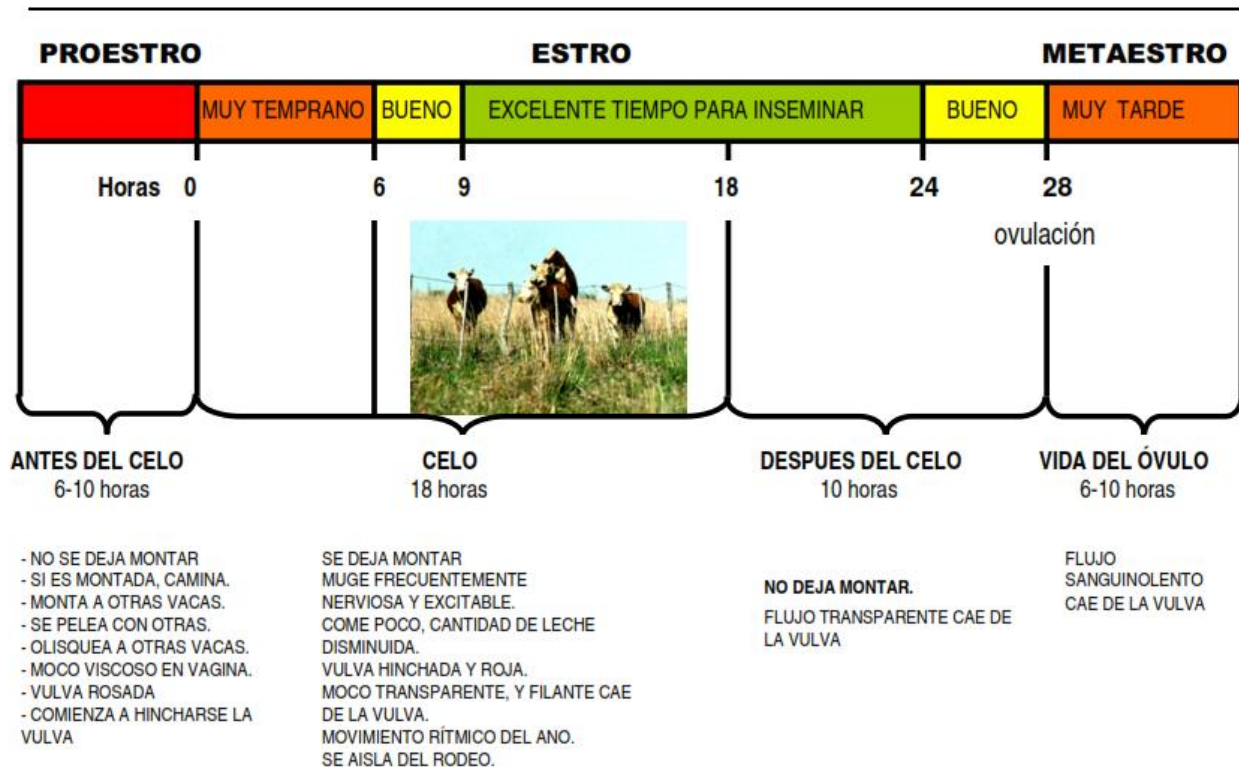 PROESTRO ESTRO METAESTRO
MUY TEMPRANO BUENO EXCELENTE TIEMPO PARA INSEMINAR BUENO MUY TARDE
Horas 0 6 9 18 24 28
ovulación
ANTES DEL CELO
6-10 horas
CELO
18 horas
DESPUES DEL CELO
10 horas
VIDA DEL ÓVULO
6-10 horas
- NO SE DEJA MONTAR
- SI ES MONTADA, CAMINA.
- MONTA A OTRAS VACAS.
- SE PELEA CON OTRAS.
- OLISQUEA A OTRAS VACAS.
- MOCO VISCOSO EN VAGINA.
- VULVA ROSADA
- COMIENZA A HINCHARSE LA
VULVA
SE DEJA MONTAR
MUGE FRECUENTEMENTE
NERVIOSA Y EXCITABLE.
COME POCO, CANTIDAD DE LECHE
DISMINUIDA.
VULVA HINCHADA Y ROJA.
MOCO TRANSPARENTE, Y FILANTE CAE
DE LA VULVA.
MOVIMIENTO RÍTMICO DEL ANO.
SE AISLA DEL RODEO.
NO DEJA MONTAR.
FLUJO TRANSPARENTE CAE DE
LA VULVA
FLUJO
SANGUINOLENTO
CAE DE LA VULVA